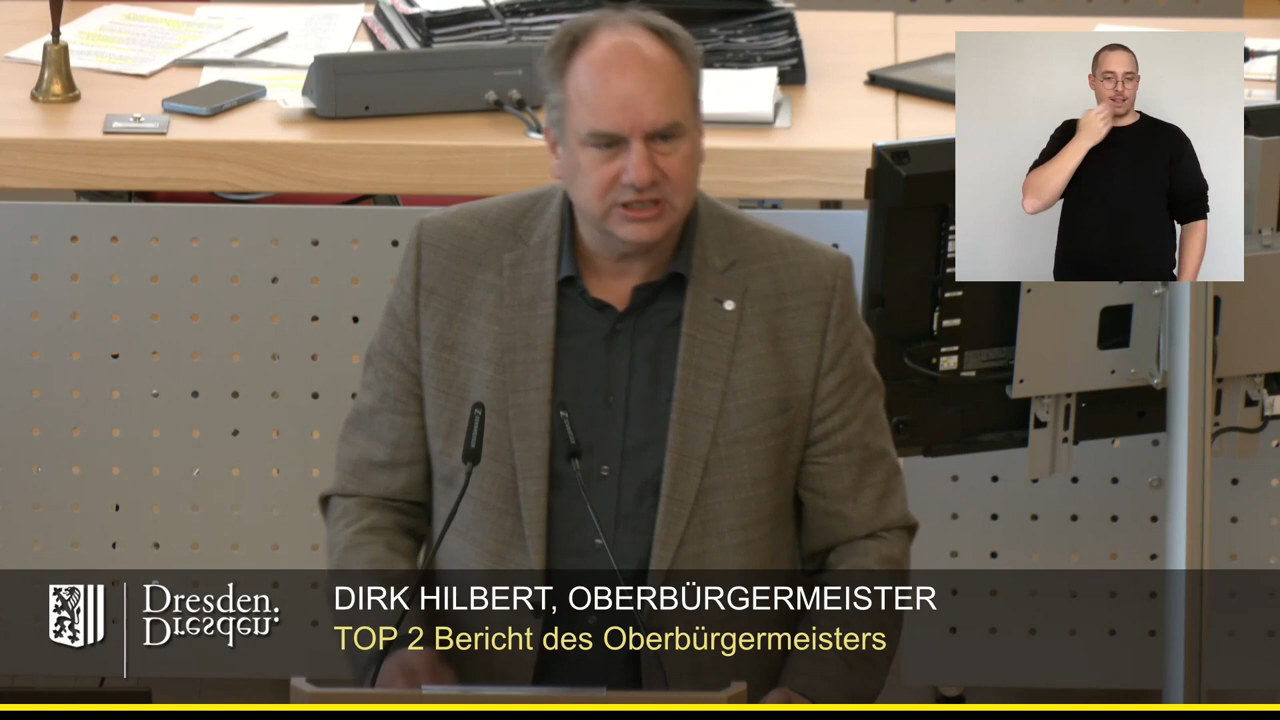 Dresden.
Dresden.
DIRK HILBERT, OBERBÜRGERMEISTER
TOP 2 Bericht des Oberbürgermeisters